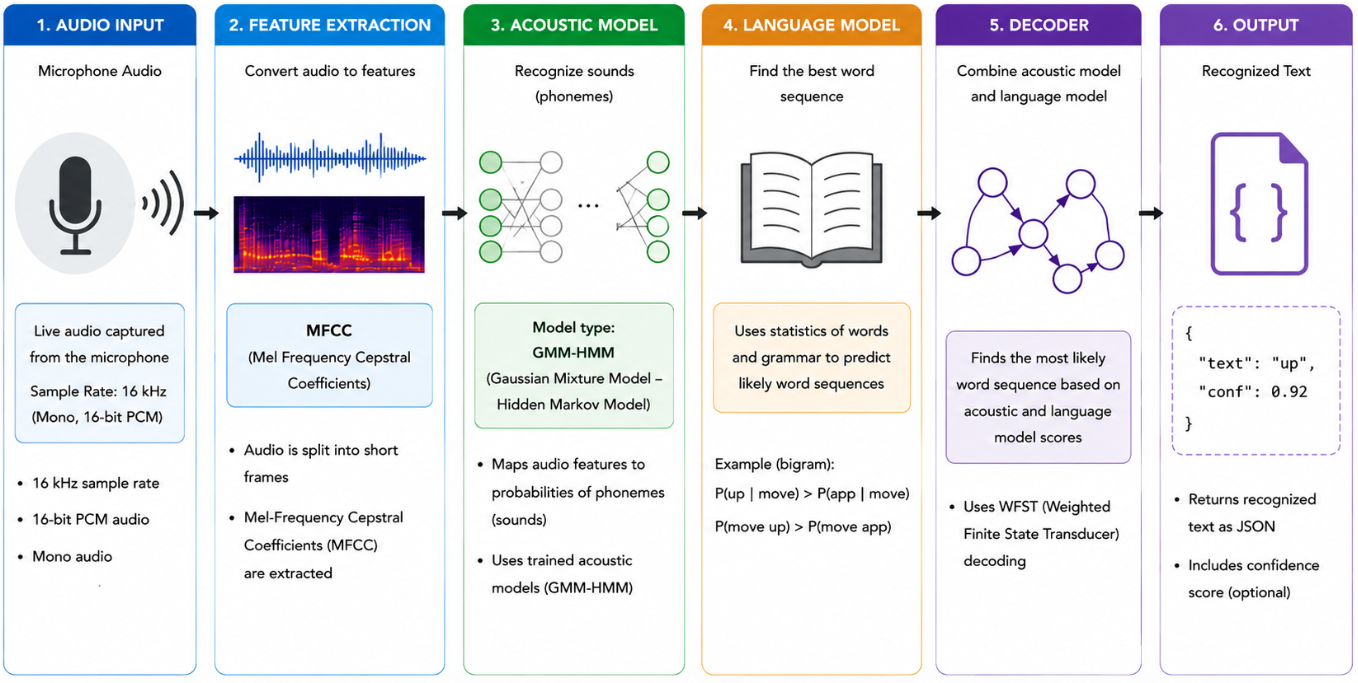 1. AUDIO INPUT
Microphone Audio
Live audio captured
from the microphone
Sample Rate: 16 kHz
(Mono, 16-bit PCM)
• 16 kHz sample rate
• 16-bit PCM audio
• Mono audio
2. FEATURE EXTRACTION
Convert audio to features
MFCC
(Mel Frequency Cepstral
Coefficients)
• Audio is split into short
frames
• Mel-Frequency Cepstral
Coefficients (MFCC)
are extracted
3. ACOUSTIC MODEL
Recognize sounds
(phonemes)
...
Model type:
GMM-HMM
(Gaussian Mixture Model –
Hidden Markov Model)
• Maps audio features to
probabilities of phonemes
(sounds)
• Uses trained acoustic
models (GMM-HMM)
4. LANGUAGE MODEL
Find the best word
sequence
Uses statistics of words
and grammar to predict
likely word sequences
Example (bigram):
P(up | move) > P(app | move)
P(move up) > P(move app)
5. DECODER
Combine acoustic model
and language model
Finds the most likely
word sequence based on
acoustic and language
model scores
• Uses WFST (Weighted
Finite State Transducer)
decoding
6. OUTPUT
Recognized Text
{ }
{
"text": "up",
"conf": 0.92
}
• Returns recognized
text as JSON
• Includes confidence
score (optional)